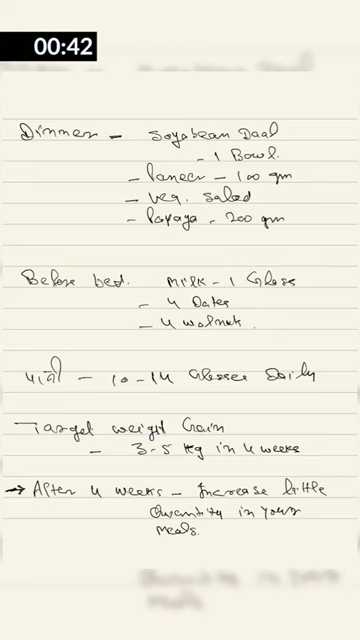 00:42
Dinner - Soyabean Daal
- 1 Bowl.
- Paneer - 100 gm
- veg. salad
- Papaya - 200 gm
Before bed. Milk - 1 Glass
- 4 Dates
- 4 walnuts.
पानी - 10-14 Glasses Daily
Target weight Gain
- 3-5 kg in 4 weeks
→ After 4 weeks - Increase little
Quantity in your
meals.